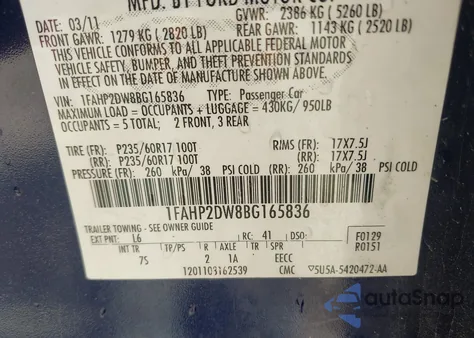 MFD. BY FORD MOTOR CO.
03/11 GVWR: 2386 KG ( 5260 LB)
FRONT GAWR: 1279 KG ( 2820 LB) REAR GAWR: 1143 KG ( 2520 LB)
THIS VEHICLE CONFORMS TO ALL APPLICABLE FEDERAL MOTOR
VEHICLE SAFETY, BUMPER, AND THEFT PREVENTION STANDARDS
IN EFFECT ON THE DATE OF MANUFACTURE SHOWN ABOVE.
VIN: 1FAHP2DW8BG165836 TYPE: Passenger Car
MAXIMUM LOAD = OCCUPANTS + LUGGAGE = 430KG/ 950LB
OCCUPANTS = 5 TOTAL; 2 FRONT, 3 REAR
TIRE (FR): P235/60R17 100T RIMS (FR): 17X7.5J
(RR): P235/60R17 100T (RR): 17X7.5J
PRESSURE (FR): 260 kPa/ 38 PSI COLD (RR): 260 kPa/ 38 PSI COLD
1FAHP2DW8BG165836
TRAILER TOWING - SEE OWNER GUIDE
EXT PNT: L6 RC: 41 DSO: F0129
INT TR TP/PS R TR SPR R0151
7S 2 1A EECC
1201103162539 CMC 5U5A-5420472-AA
autoSnap